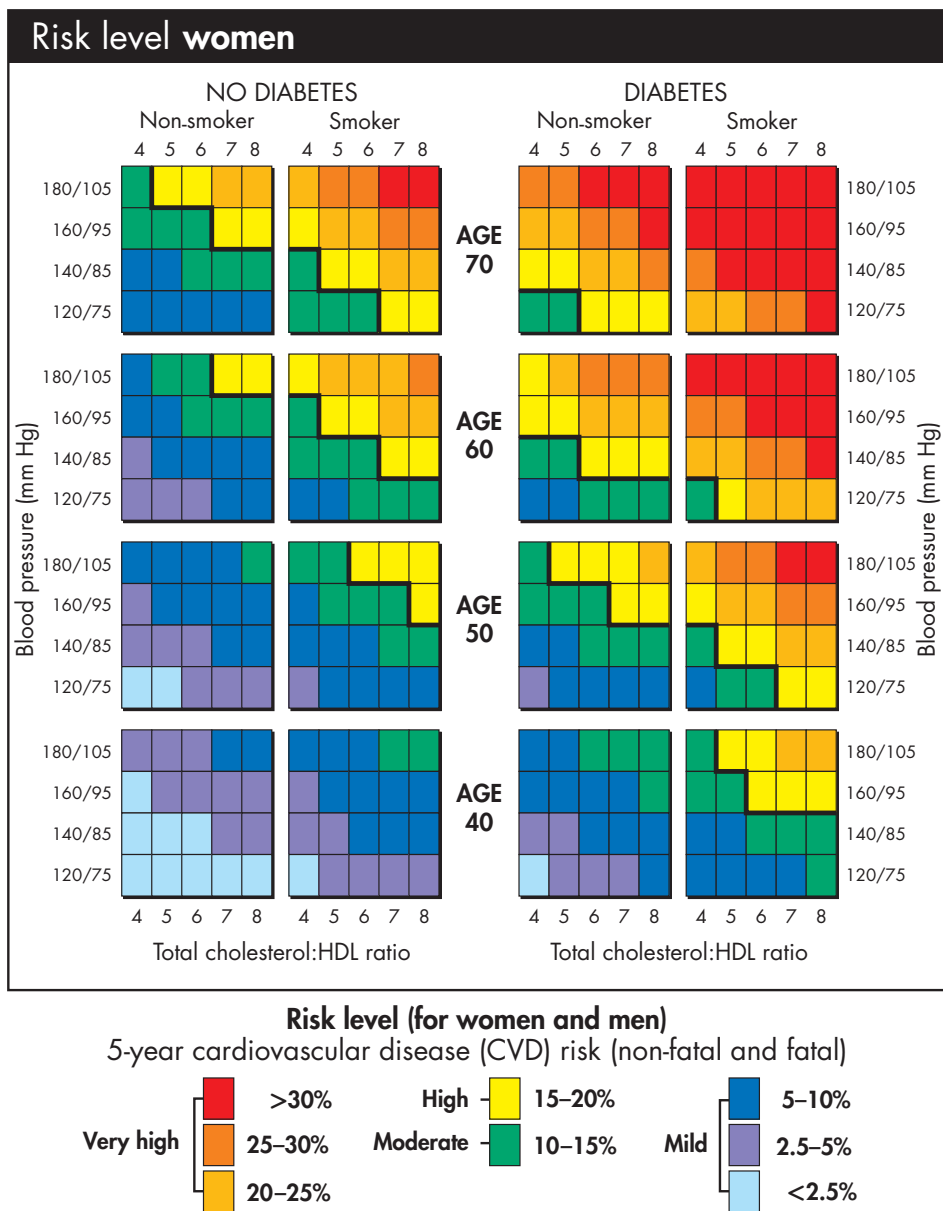 Risk level women
NO DIABETES DIABETES
Non-smoker Smoker Non-smoker Smoker
4 5 6 7 8 4 5 6 7 8 4 5 6 7 8 4 5 6 7 8
180/105 180/105
160/95 AGE 160/95
140/85 70 140/85
120/75 120/75
180/105 180/105
160/95 AGE 160/95
140/85 60 140/85
120/75 120/75
Blood pressure (mm Hg) Blood pressure (mm Hg)
180/105 180/105
160/95 AGE 160/95
140/85 50 140/85
120/75 120/75
180/105 180/105
160/95 AGE 160/95
140/85 40 140/85
120/75 120/75
4 5 6 7 8 4 5 6 7 8 4 5 6 7 8 4 5 6 7 8
Total cholesterol:HDL ratio Total cholesterol:HDL ratio
Risk level (for women and men)
5-year cardiovascular disease (CVD) risk (non-fatal and fatal)
>30% High 15–20% 5–10%
Very high 25–30% Moderate 10–15% Mild 2.5–5%
20–25% <2.5%